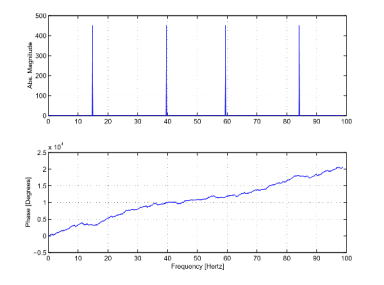 500
400
300
200
100
0
Abs. Magnitude
0 10 20 30 40 50 60 70 80 90 100
x 10^4
2.5
2
1.5
1
0.5
0
-0.5
Phase [Degrees]
0 10 20 30 40 50 60 70 80 90 100
Frequency [Hertz]